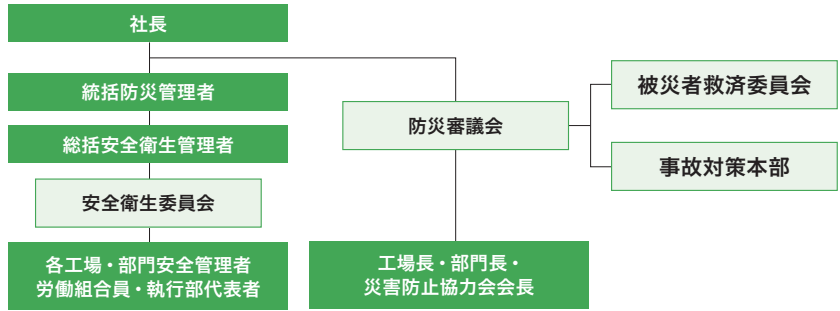 社長
統括防災管理者
総括安全衛生管理者
安全衛生委員会
各工場・部門安全管理者
労働組合員・執行部代表者
防災審議会
工場長・部門長・
災害防止協力会会長
被災者救済委員会
事故対策本部